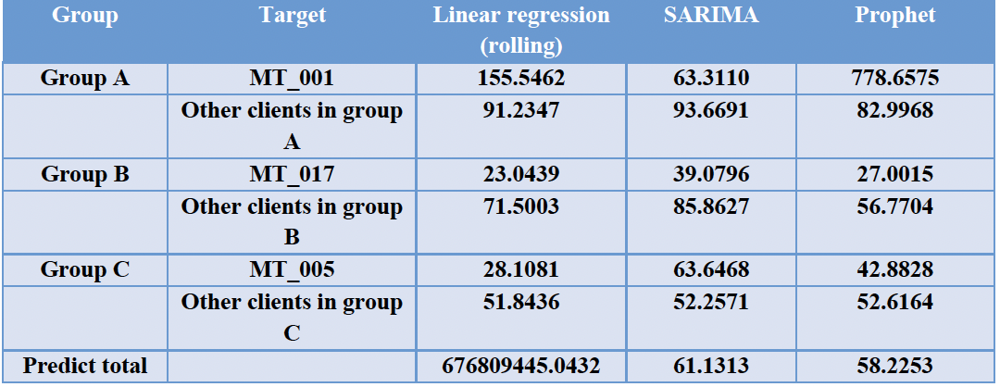 Group Target Linear regression (rolling) SARIMA Prophet
Group A MT_001 155.5462 63.3110 778.6575
Other clients in group A 91.2347 93.6691 82.9968
Group B MT_017 23.0439 39.0796 27.0015
Other clients in group B 71.5003 85.8627 56.7704
Group C MT_005 28.1081 63.6468 42.8828
Other clients in group C 51.8436 52.2571 52.6164
Predict total 676809445.0432 61.1313 58.2253